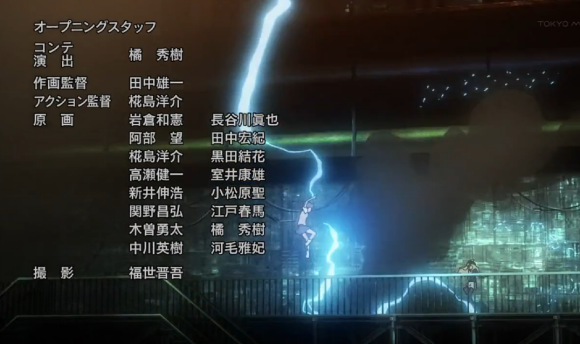 オープニングスタッフ
コンテ
演 出 橘 秀樹
作画監督 田中雄一
アクション監督 椛島洋介
原 画 岩倉和憲 長谷川眞也
阿部 望 田中宏紀
椛島洋介 黒田結花
高瀬健一 室井康雄
新井伸浩 小松原聖
関野昌弘 江戸春馬
木曽勇太 橘 秀樹
中川英樹 河毛雅妃
撮 影 福世晋吾
TOKYO M